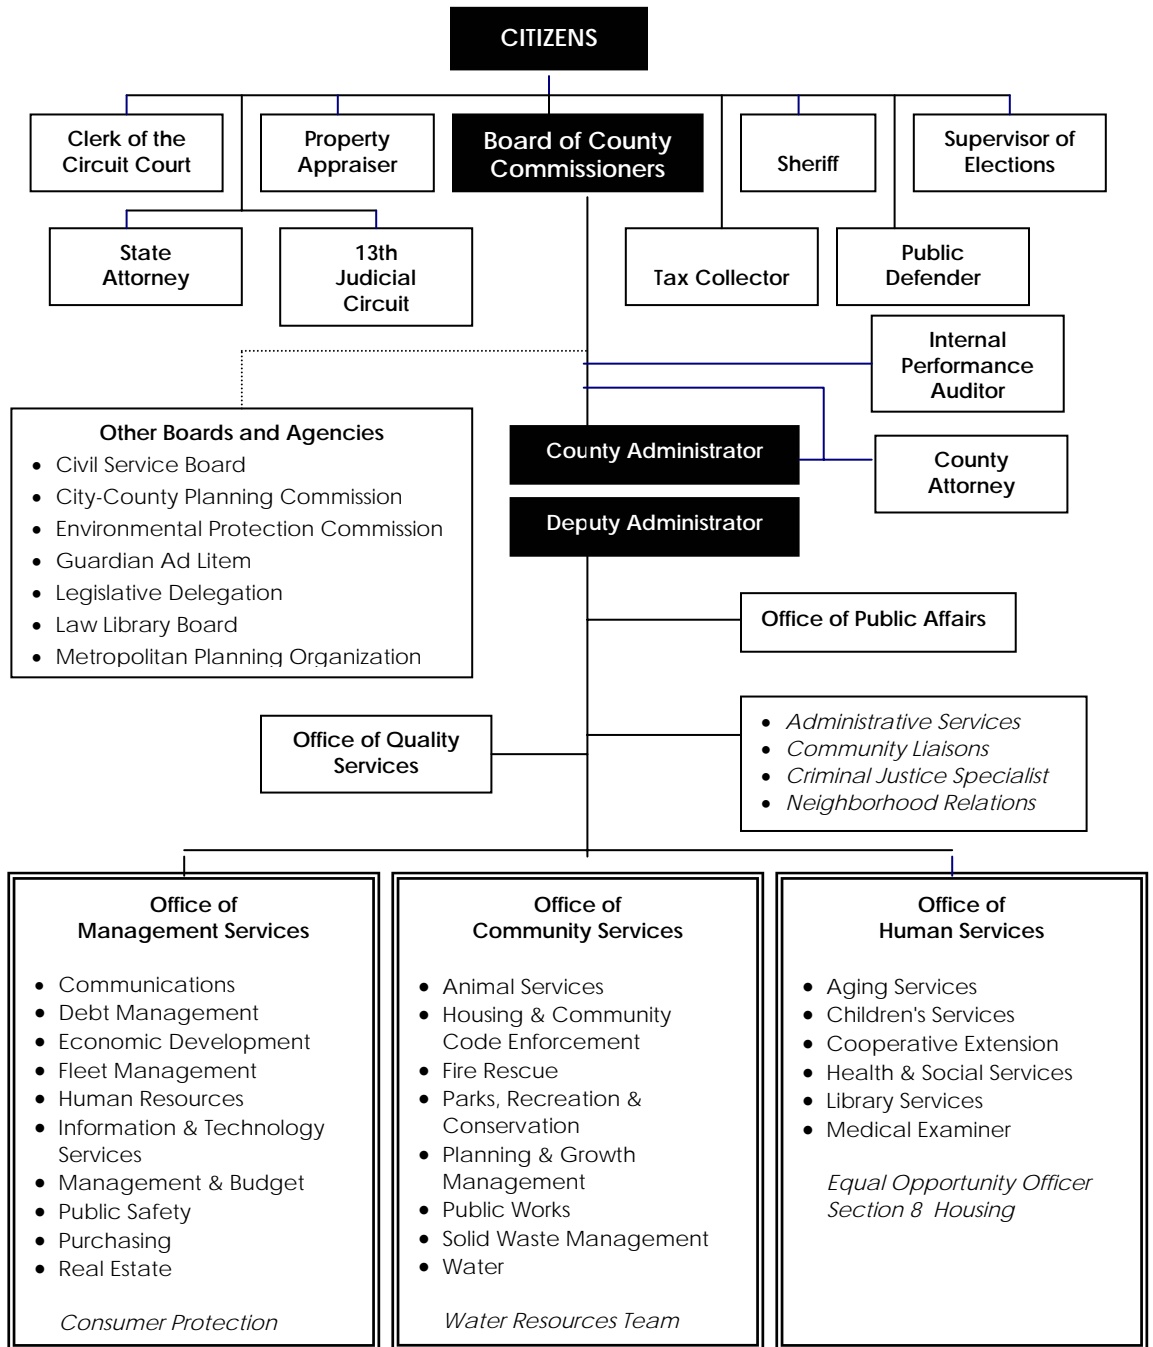 CITIZENS
Clerk of the
Circuit Court
Property
Appraiser
Board of County
Commissioners
Sheriff
Supervisor of
Elections
State
Attorney
13th
Judicial
Circuit
Tax Collector
Public
Defender
Internal
Performance
Auditor
Other Boards and Agencies
• Civil Service Board
• City-County Planning Commission
• Environmental Protection Commission
• Guardian Ad Litem
• Legislative Delegation
• Law Library Board
• Metropolitan Planning Organization
County Administrator
County
Attorney
Deputy Administrator
Office of Public Affairs
Office of Quality
Services
• Administrative Services
• Community Liaisons
• Criminal Justice Specialist
• Neighborhood Relations
Office of
Management Services
• Communications
• Debt Management
• Economic Development
• Fleet Management
• Human Resources
• Information & Technology
Services
• Management & Budget
• Public Safety
• Purchasing
• Real Estate
Consumer Protection
Office of
Community Services
• Animal Services
• Housing & Community
Code Enforcement
• Fire Rescue
• Parks, Recreation &
Conservation
• Planning & Growth
Management
• Public Works
• Solid Waste Management
• Water
Water Resources Team
Office of
Human Services
• Aging Services
• Children's Services
• Cooperative Extension
• Health & Social Services
• Library Services
• Medical Examiner
Equal Opportunity Officer
Section 8 Housing